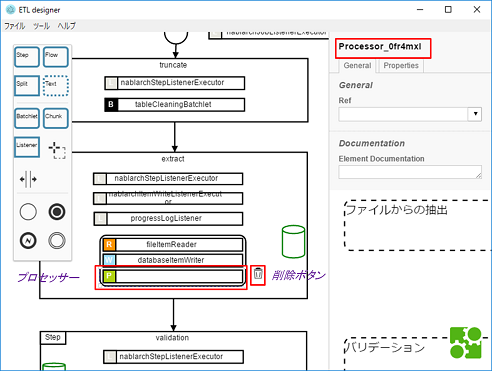 ETL designer
ファイル ツール ヘルプ
Step
Flow
Split
Text
Batchlet
Chunk
Listener
nablarchJobListenerExecutor
truncate
nablarchStepListenerExecutor
B tableCleaningBatchlet
extract
nablarchStepListenerExecutor
nablarchItemWriteListenerExecut
or
progressLogListener
R fileItemReader
W databaseItemWriter
P
プロセッサー
削除ボタン
Step
validation
nablarchStepListenerExecutor
Processor_0fr4mxl
General
Properties
General
Ref
Documentation
Element Documentation
ファイルからの抽出
バリデーション